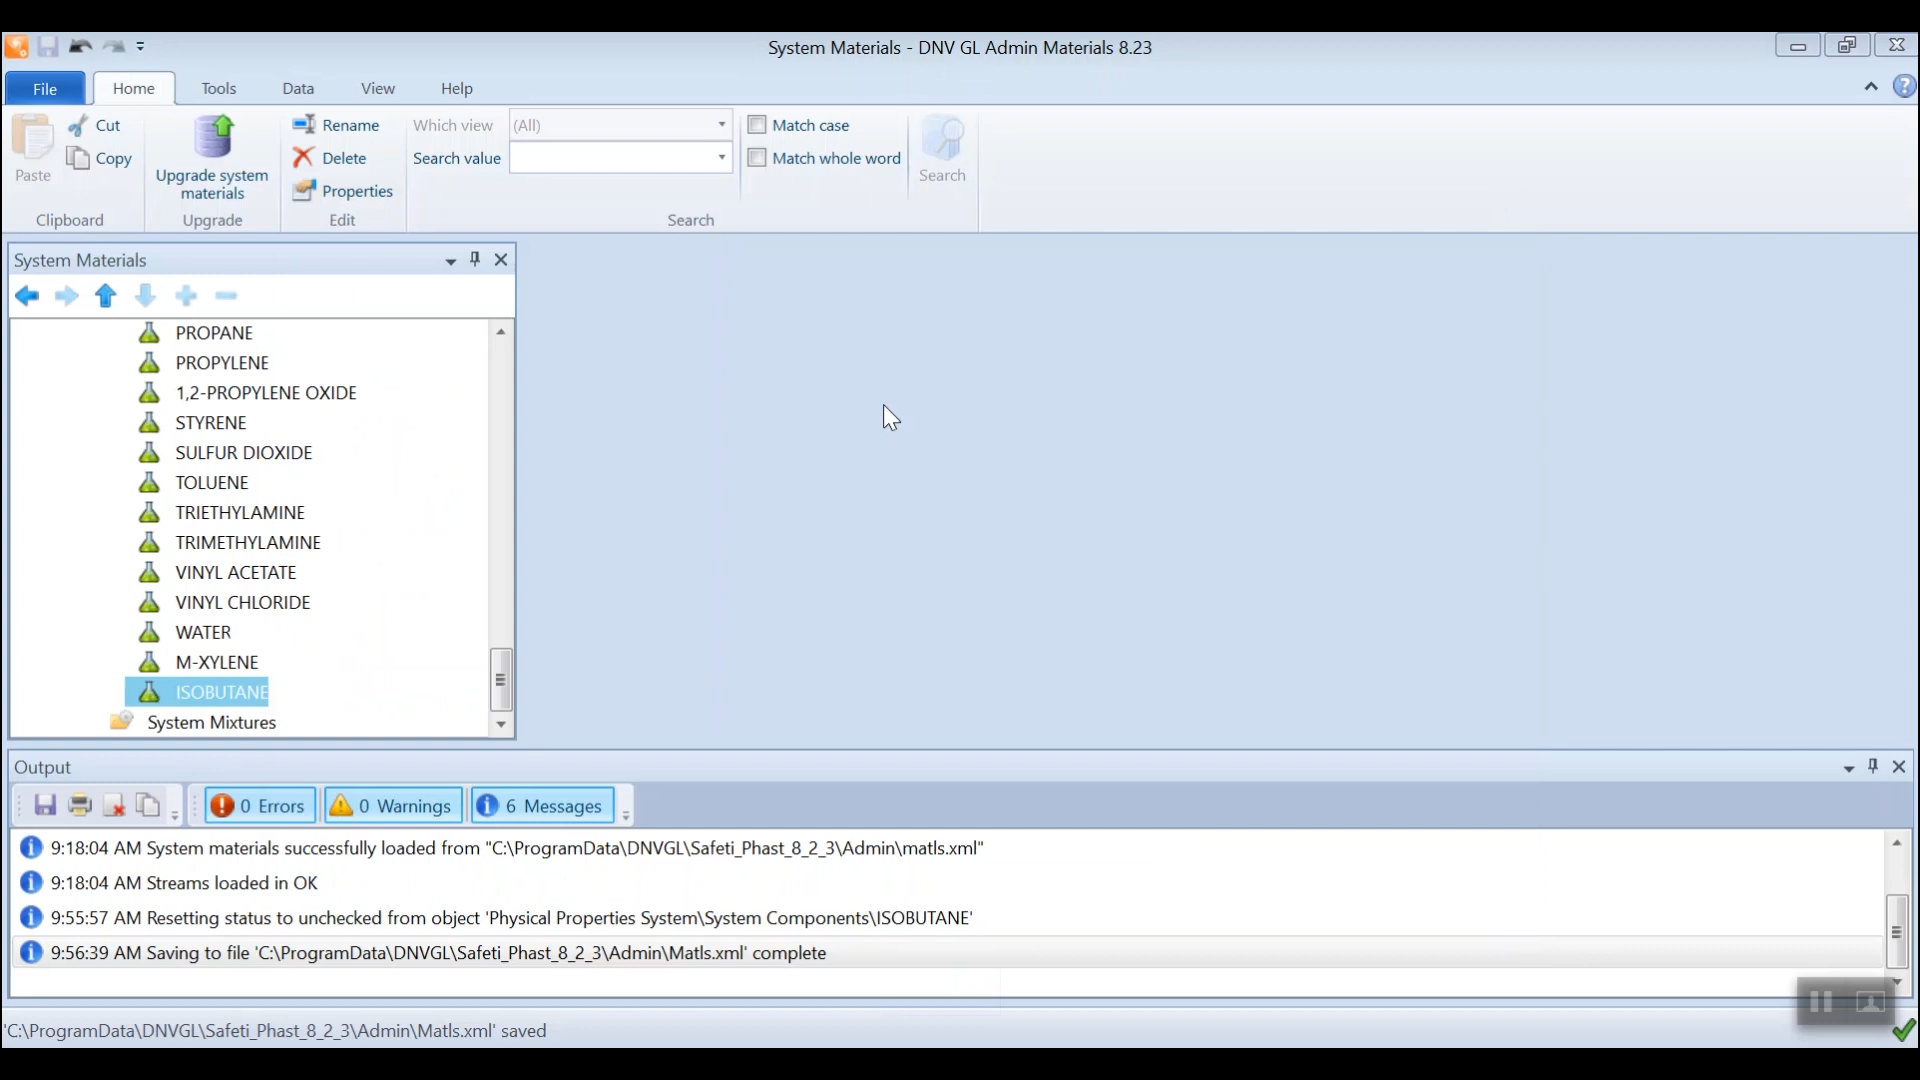 System Materials - DNV GL Admin Materials 8.23
File
Home
Tools
Data
View
Help
Paste
Cut
Copy
Clipboard
Upgrade system
materials
Upgrade
Rename
Delete
Properties
Edit
Which view
(All)
Search value
Match case
Match whole word
Search
Search
System Materials
PROPANE
PROPYLENE
1,2-PROPYLENE OXIDE
STYRENE
SULFUR DIOXIDE
TOLUENE
TRIETHYLAMINE
TRIMETHYLAMINE
VINYL ACETATE
VINYL CHLORIDE
WATER
M-XYLENE
ISOBUTANE
System Mixtures
Output
0 Errors
0 Warnings
6 Messages
9:18:04 AM System materials successfully loaded from "C:\ProgramData\DNVGL\Safeti_Phast_8_2_3\Admin\matls.xml"
9:18:04 AM Streams loaded in OK
9:55:57 AM Resetting status to unchecked from object 'Physical Properties System\System Components\ISOBUTANE'
9:56:39 AM Saving to file 'C:\ProgramData\DNVGL\Safeti_Phast_8_2_3\Admin\Matls.xml' complete
'C:\ProgramData\DNVGL\Safeti_Phast_8_2_3\Admin\Matls.xml' saved